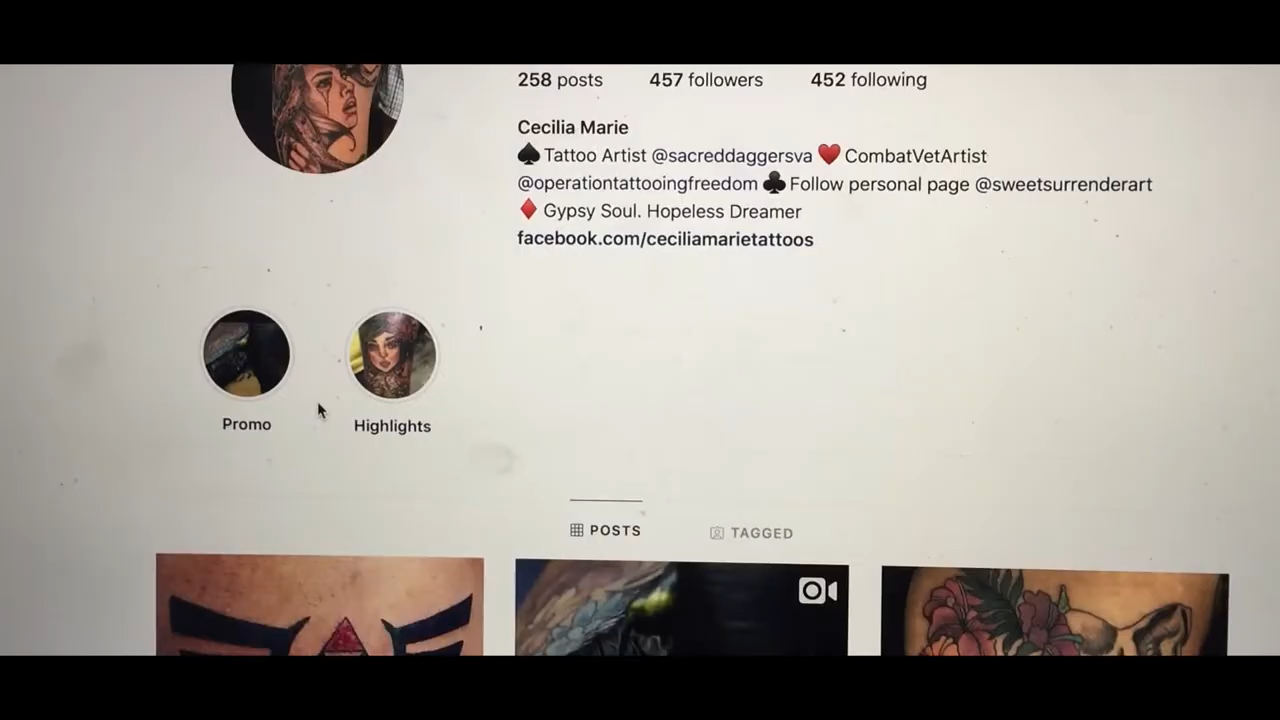 258 posts 457 followers 452 following
Cecilia Marie
♠️ Tattoo Artist @sacreddaggersva ♥️ CombatVetArtist
@operationtattooingfreedom ♣️ Follow personal page @sweetsurrenderart
♦️ Gypsy Soul. Hopeless Dreamer
facebook.com/ceciliamarietattoos
Promo Highlights
POSTS TAGGED